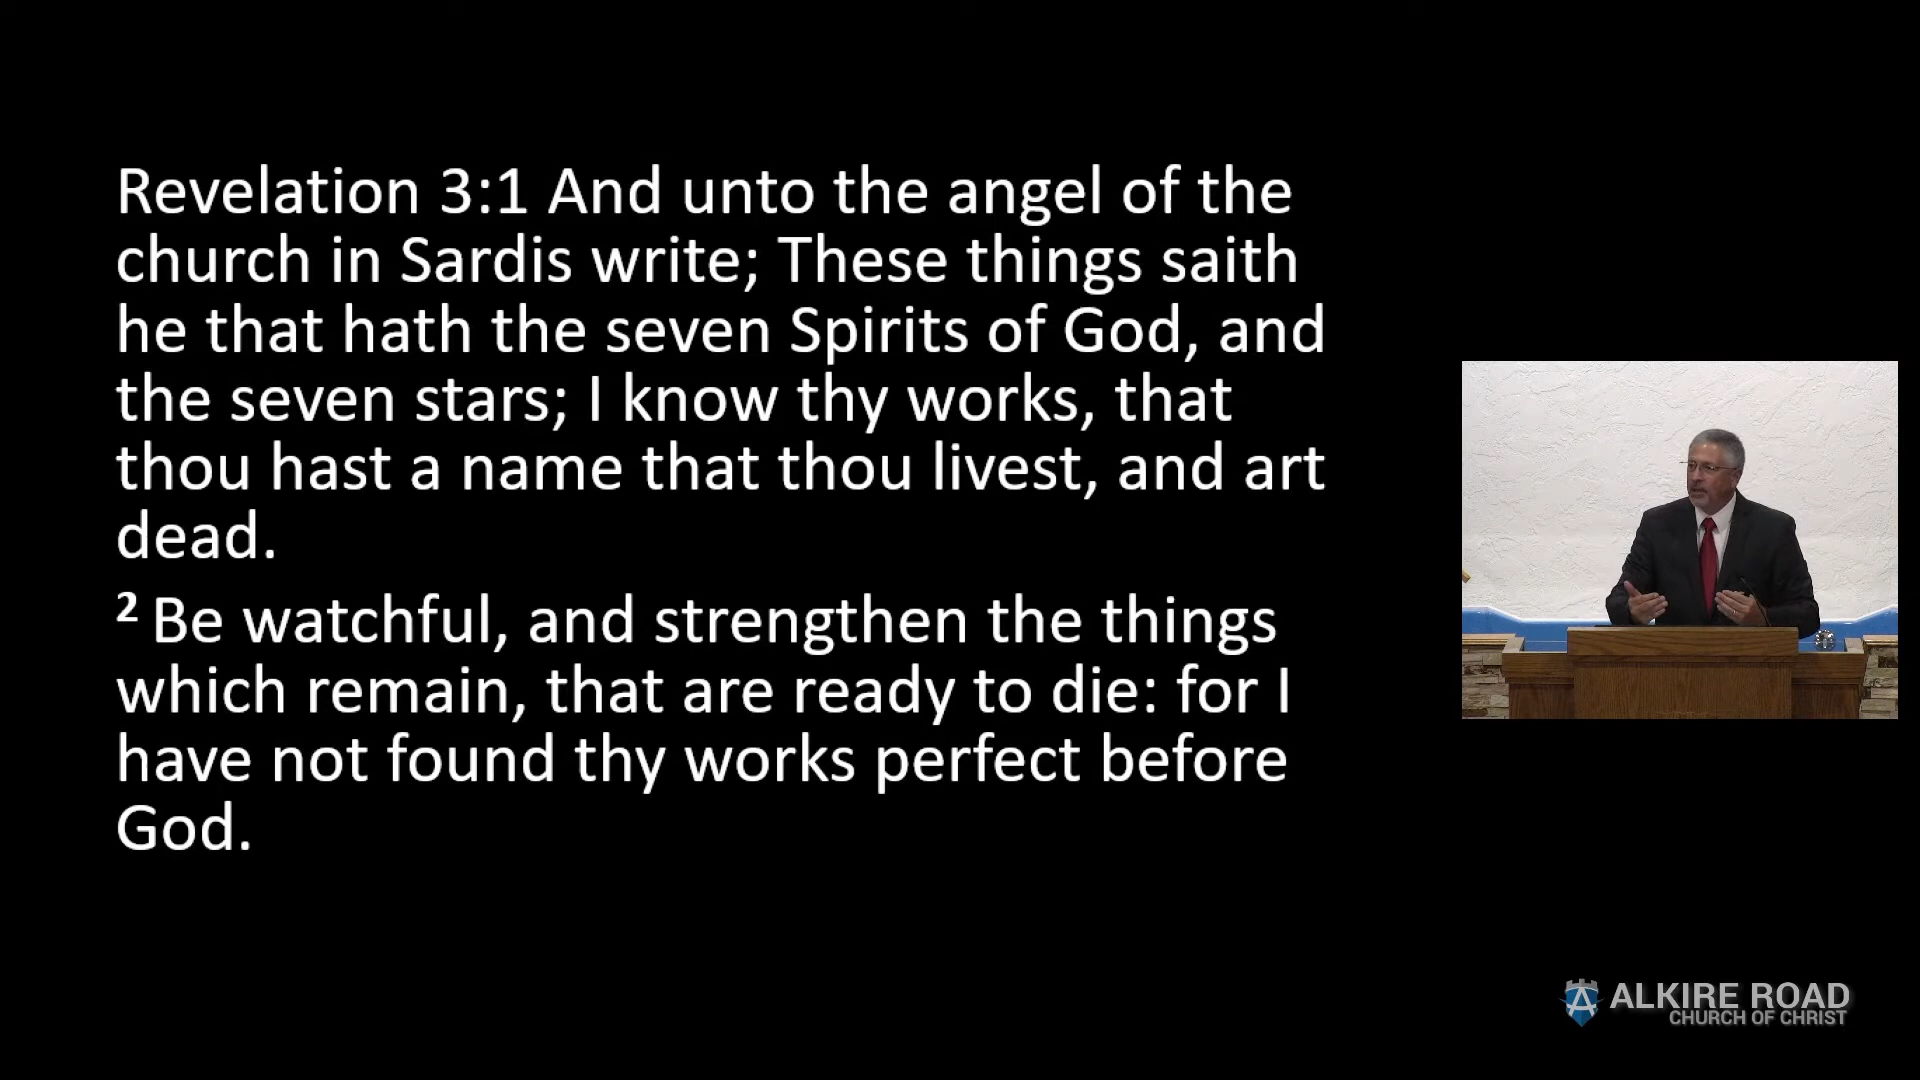 Revelation 3:1 And unto the angel of the
church in Sardis write; These things saith
he that hath the seven Spirits of God, and
the seven stars; I know thy works, that
thou hast a name that thou livest, and art
dead.
² Be watchful, and strengthen the things
which remain, that are ready to die: for I
have not found thy works perfect before
God.
ALKIRE ROAD
CHURCH OF CHRIST